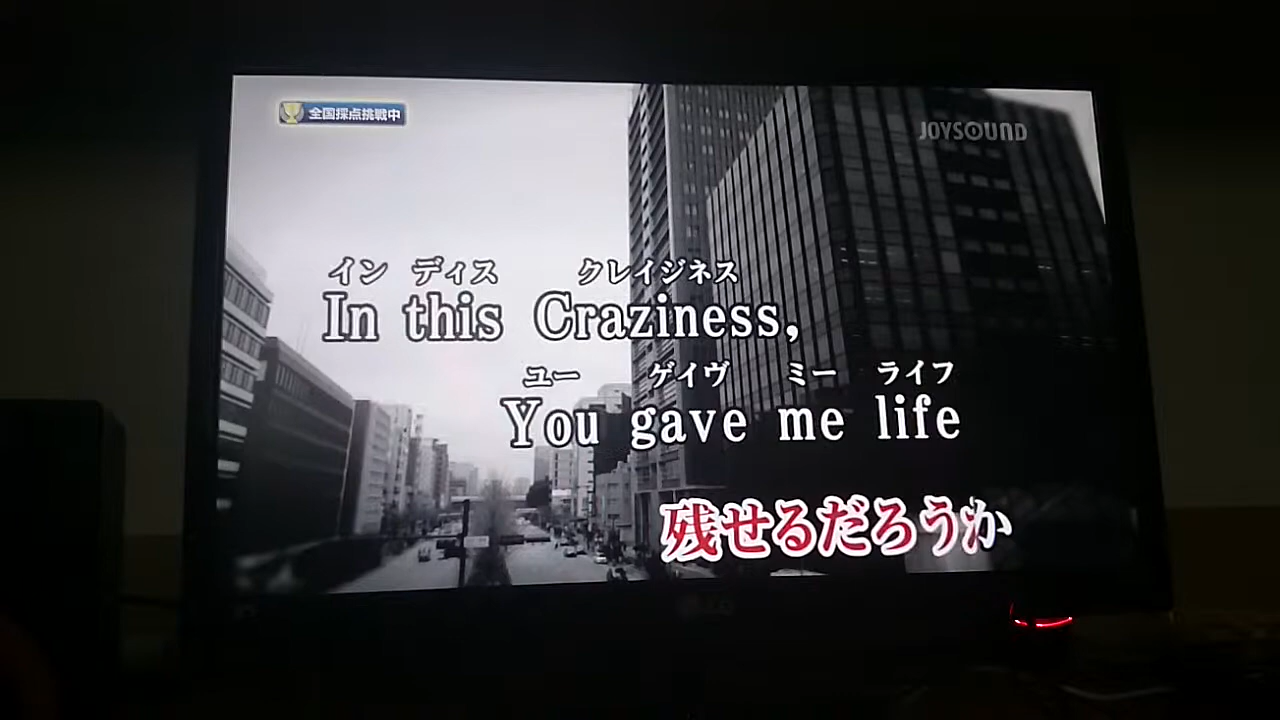 全国採点挑戦中
JOYSOUND
イン ディス クレイジネス
In this Craziness,
ユー ゲイヴ ミー ライフ
You gave me life
残せるだろうか